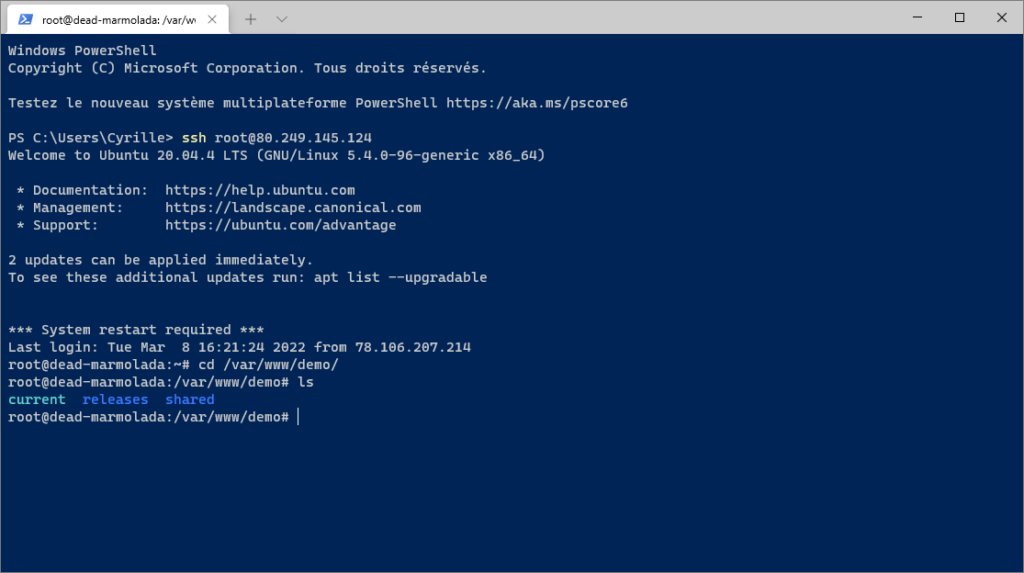 root@dead-marmolada: /var/w
Windows PowerShell
Copyright (C) Microsoft Corporation. Tous droits réservés.
Testez le nouveau système multiplateforme PowerShell https://aka.ms/pscore6
PS C:\Users\Cyrille> ssh root@80.249.145.124
Welcome to Ubuntu 20.04.4 LTS (GNU/Linux 5.4.0-96-generic x86_64)
* Documentation:  https://help.ubuntu.com
* Management:     https://landscape.canonical.com
* Support:        https://ubuntu.com/advantage
2 updates can be applied immediately.
To see these additional updates run: apt list --upgradable
*** System restart required ***
Last login: Tue Mar  8 16:21:24 2022 from 78.106.207.214
root@dead-marmolada:~# cd /var/www/demo/
root@dead-marmolada:/var/www/demo# ls
current  releases  shared
root@dead-marmolada:/var/www/demo#